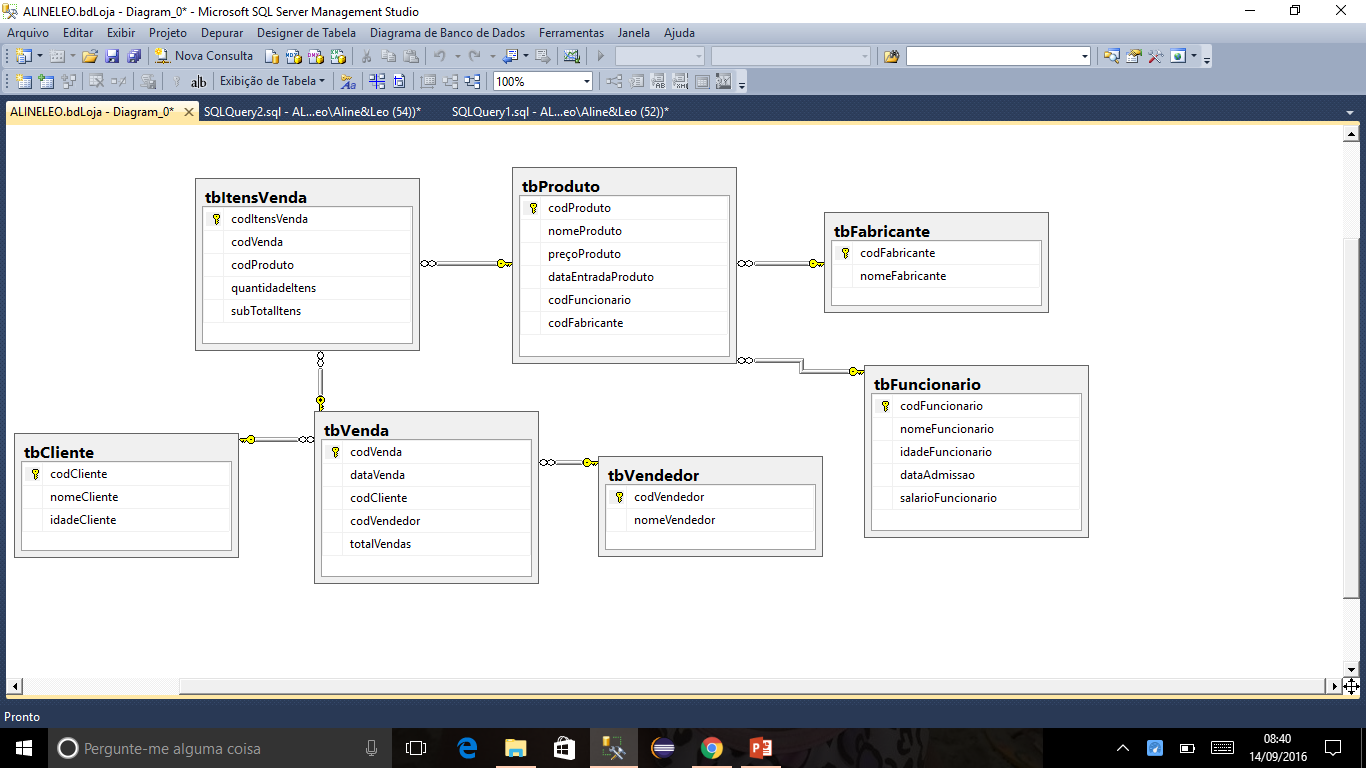 ALINELEO.bdLoja - Diagram_0* - Microsoft SQL Server Management Studio
Arquivo Editar Exibir Projeto Depurar Designer de Tabela Diagrama de Banco de Dados Ferramentas Janela Ajuda
Nova Consulta
Exibição de Tabela 100%
ALINELEO.bdLoja - Diagram_0* SQLQuery2.sql - AL...eo\Aline&Leo (54))* SQLQuery1.sql - AL...eo\Aline&Leo (52))*
tbItensVenda
codItensVenda
codVenda
codProduto
quantidadeItens
subTotalItens
tbProduto
codProduto
nomeProduto
preçoProduto
dataEntradaProduto
codFuncionario
codFabricante
tbFabricante
codFabricante
nomeFabricante
tbFuncionario
codFuncionario
nomeFuncionario
idadeFuncionario
dataAdmissao
salarioFuncionario
tbCliente
codCliente
nomeCliente
idadeCliente
tbVenda
codVenda
dataVenda
codCliente
codVendedor
totalVendas
tbVendedor
codVendedor
nomeVendedor
Pronto
Pergunte-me alguma coisa
08:40
14/09/2016